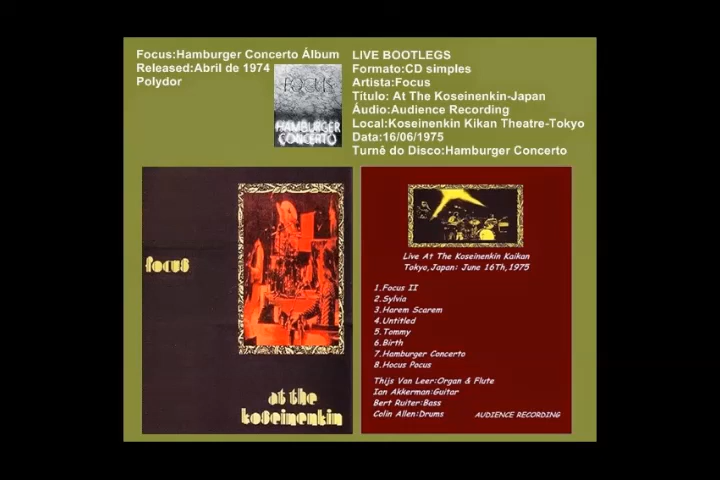 Focus:Hamburger Concerto Álbum
Released:Abril de 1974
Polydor
FOCUS
HAMBURGER
CONCERTO
LIVE BOOTLEGS
Formato:CD simples
Artista:Focus
Título: At The Koseinenkín-Japan
Áudio:Audience Recording
Local:Koseinenkin Kikan Theatre-Tokyo
Data:16/06/1975
Turnê do Disco:Hamburger Concerto
focus
at the
koseinenkin
Live At The Koseinenkin Kaikan
Tokyo,Japan: June 16Th,1975
1.Focus II
2.Sylvia
3.Harem Scarem
4.Untitled
5.Tommy
6.Birth
7.Hamburger Concerto
8.Hocus Pocus
Thijs Van Leer:Organ & Flute
Ian Akkerman:Guitar
Bert Ruiter:Bass
Colin Allen:Drums
AUDIENCE RECORDING